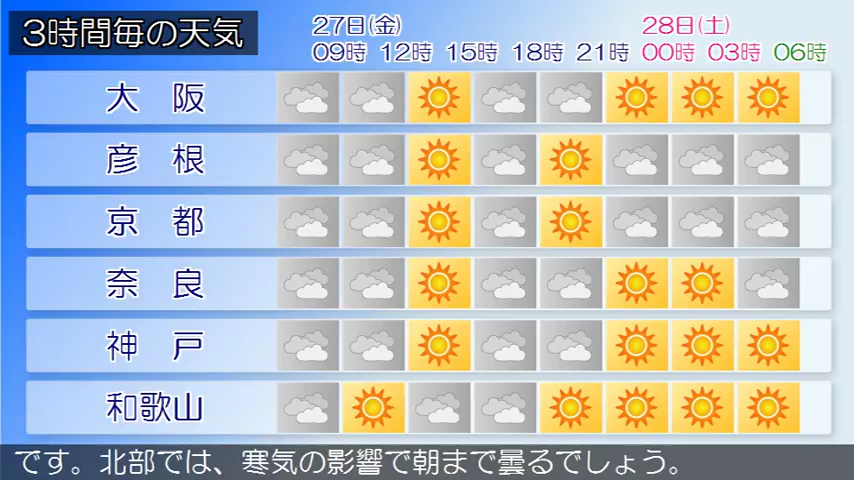 3時間毎の天気
27日(金) 28日(土)
09時 12時 15時 18時 21時 00時 03時 06時
大 阪
彦 根
京 都
奈 良
神 戸
和歌山
です。北部では、寒気の影響で朝まで曇るでしょう。